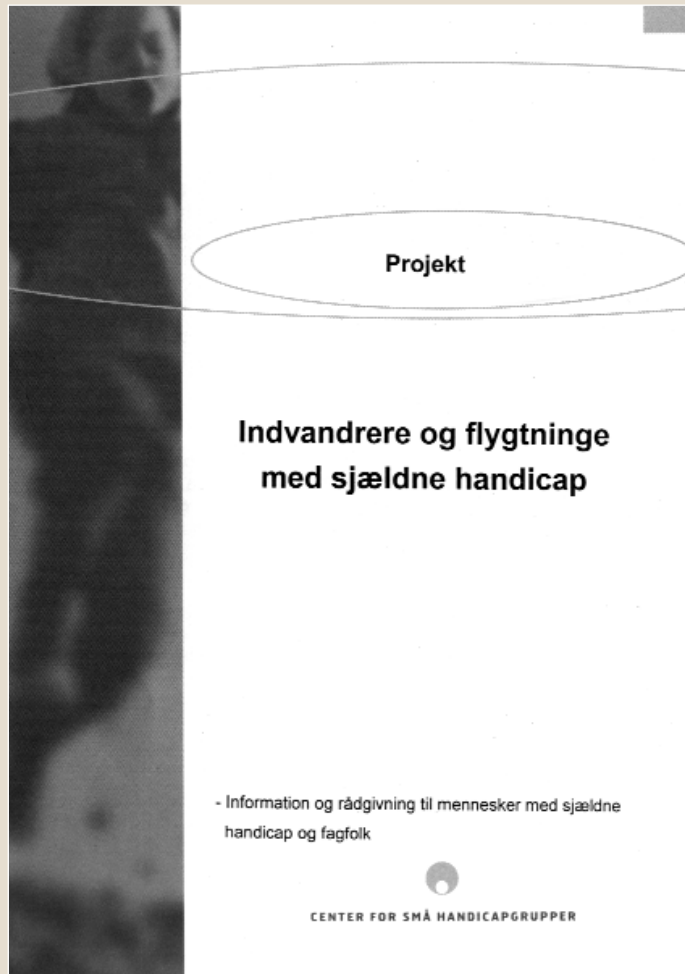 Projekt
Indvandrere og flygtninge
med sjældne handicap
- Information og rådgivning til mennesker med sjældne
handicap og fagfolk
CENTER FOR SMÅ HANDICAPGRUPPER